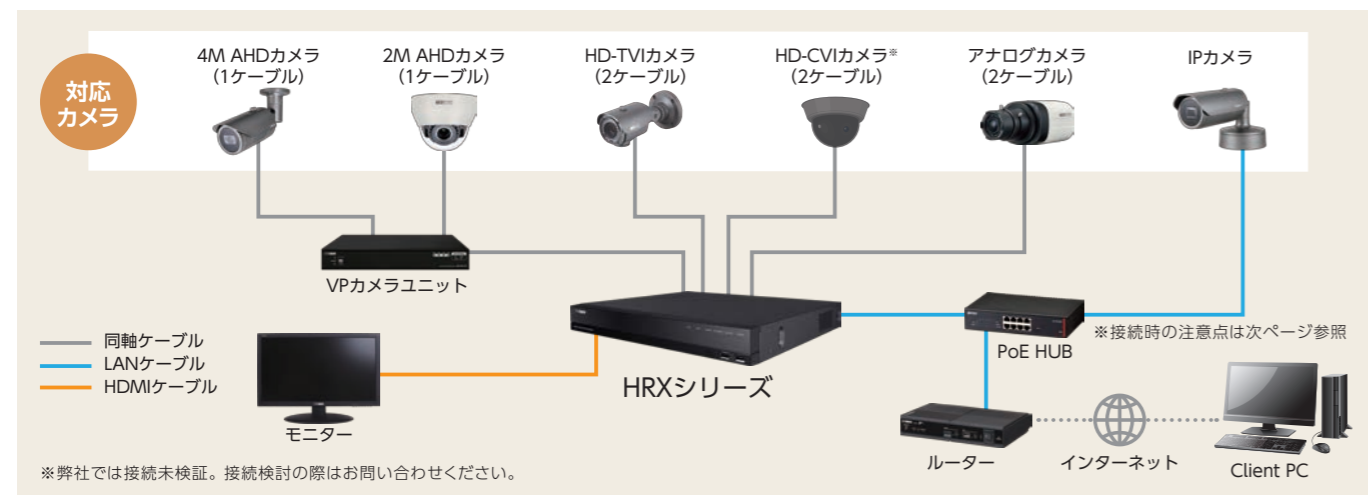 対応
カメラ
4M AHDカメラ
（1ケーブル）
2M AHDカメラ
（1ケーブル）
HD-TVIカメラ
（2ケーブル）
HD-CVIカメラ※
（2ケーブル）
アナログカメラ
（2ケーブル）
IPカメラ
VPカメラユニット
同軸ケーブル
LANケーブル
HDMIケーブル
モニター
HRXシリーズ
PoE HUB
※接続時の注意点は次ページ参照
ルーター
インターネット
Client PC
※弊社では接続未検証。接続検討の際はお問い合わせください。